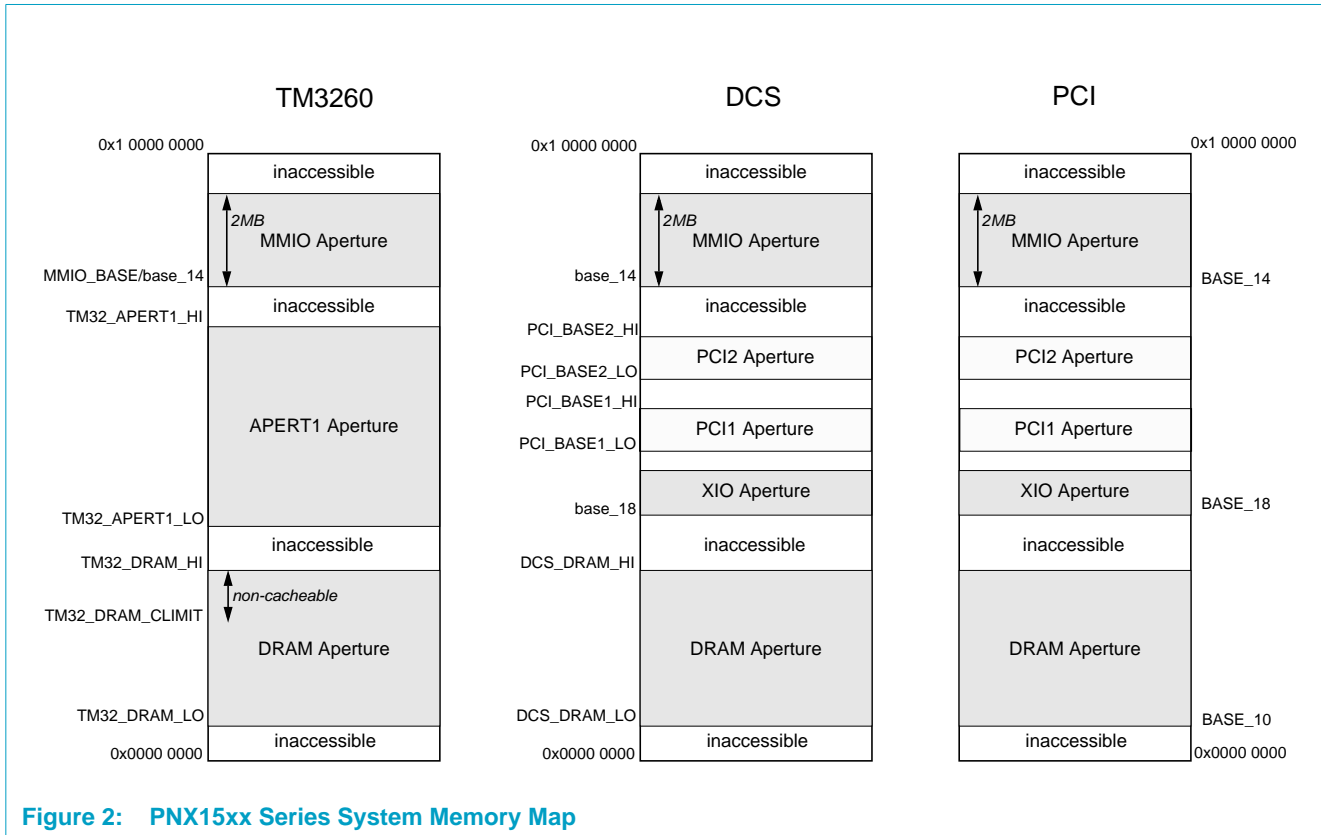 TM3260
0x1 0000 0000
inaccessible
2MB
MMIO Aperture
MMIO_BASE/base_14
inaccessible
TM32_APERT1_HI
APERT1 Aperture
TM32_APERT1_LO
inaccessible
TM32_DRAM_HI
non-cacheable
TM32_DRAM_CLIMIT
DRAM Aperture
TM32_DRAM_LO
inaccessible
0x0000 0000
DCS
0x1 0000 0000
inaccessible
2MB
MMIO Aperture
base_14
inaccessible
PCI_BASE2_HI
PCI2 Aperture
PCI_BASE2_LO
PCI_BASE1_HI
PCI1 Aperture
PCI_BASE1_LO
XIO Aperture
base_18
inaccessible
DCS_DRAM_HI
DRAM Aperture
DCS_DRAM_LO
inaccessible
PCI
0x1 0000 0000
inaccessible
2MB
MMIO Aperture
BASE_14
inaccessible
PCI2 Aperture
PCI1 Aperture
XIO Aperture
BASE_18
inaccessible
DRAM Aperture
BASE_10
inaccessible
0x0000 0000
Figure 2: PNX15xx Series System Memory Map